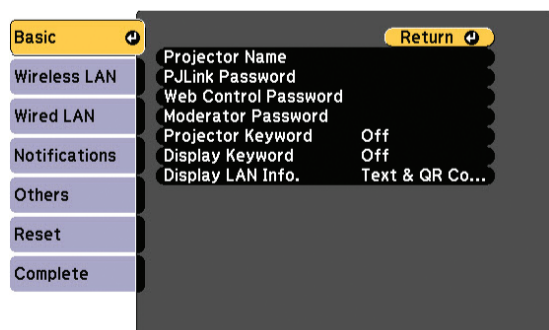 Basic
Wireless LAN
Wired LAN
Notifications
Others
Reset
Complete
Return
Projector Name
PJLink Password
Web Control Password
Moderator Password
Projector Keyword Off
Display Keyword Off
Display LAN Info. Text & QR Co...